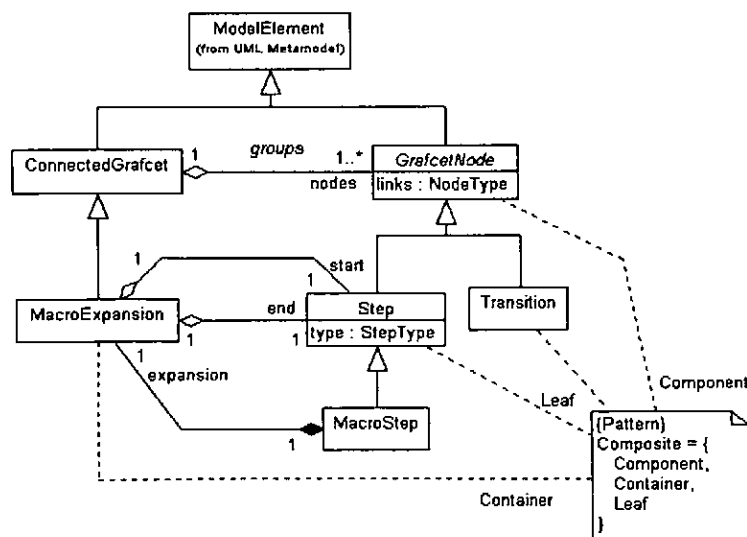 ModelElement
(from UML Metamodel)
ConnectedGrafcet
1
groups
1..*
nodes
GrafcetNode
links : NodeType
1
start
1
MacroExpansion
end
1
1
Step
type : StepType
Transition
1
expansion
1
MacroStep
Leaf
Component
Container
{Pattern}
Composite = {
Component,
Container,
Leaf
}